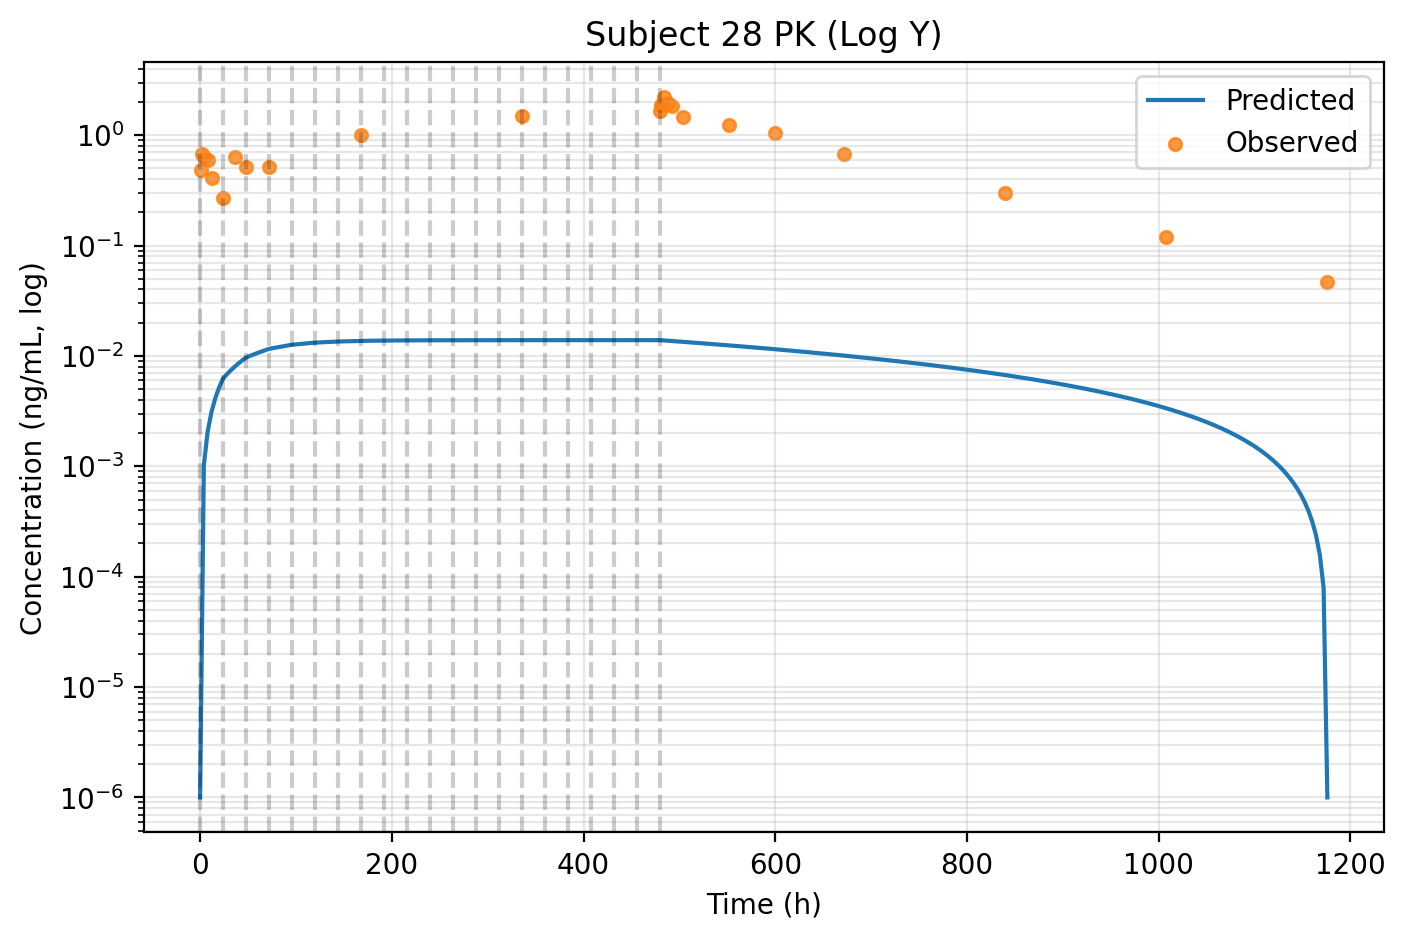 Subject 28 PK (Log Y)
Predicted
Observed
Concentration (ng/mL, log)
10⁰
10⁻¹
10⁻²
10⁻³
10⁻⁴
10⁻⁵
10⁻⁶
0 200 400 600 800 1000 1200
Time (h)